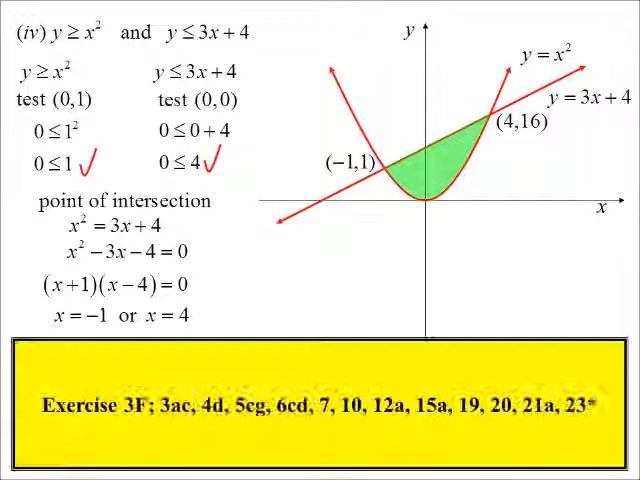 (iv) y ≥ x² and y ≤ 3x + 4
y ≥ x² y ≤ 3x + 4
test (0,1) test (0,0)
0 ≤ 1² 0 ≤ 0 + 4
0 ≤ 1 ✓ 0 ≤ 4 ✓
point of intersection
x² = 3x + 4
x² − 3x − 4 = 0
(x + 1)(x − 4) = 0
x = −1 or x = 4
y
y = x²
y = 3x + 4
(4,16)
(−1,1)
x
Exercise 3F; 3ac, 4d, 5cg, 6cd, 7, 10, 12a, 15a, 19, 20, 21a, 23*